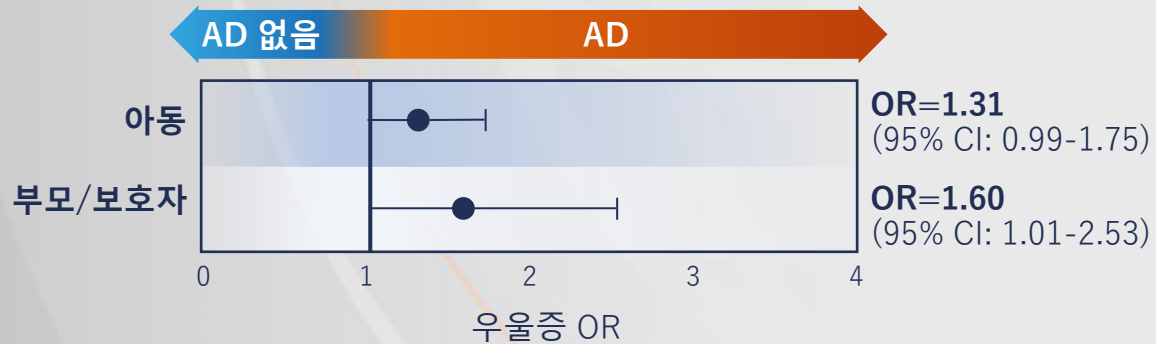 AD 없음
AD
아동
OR=1.31
(95% CI: 0.99-1.75)
부모/보호자
OR=1.60
(95% CI: 1.01-2.53)
0 1 2 3 4
우울증 OR